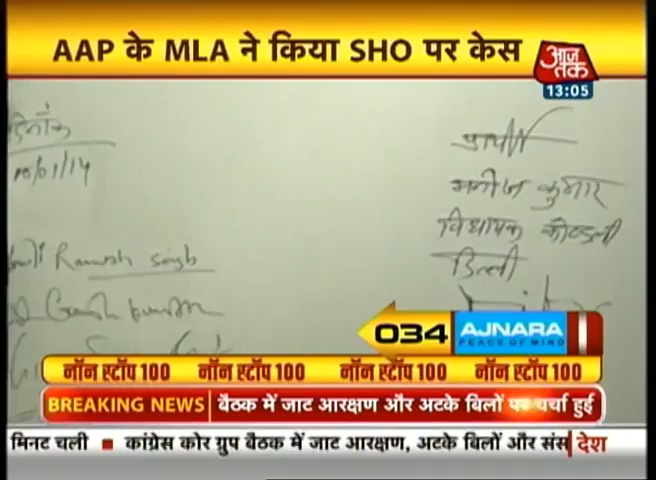 AAP के MLA ने किया SHO पर केस
आज तक
13:05
दिनाँक
10/01/14
मनोज कुमार
विधायक कोण्डली
दिल्ली
Ramesh Singh
034
AJNARA
PEACE OF MIND
नॉन स्टॉप 100 नॉन स्टॉप 100 नॉन स्टॉप 100 नॉन स्टॉप 100
BREAKING NEWS बैठक में जाट आरक्षण और अटके बिलों पर चर्चा हुई
मिनट चली ■ कांग्रेस कोर ग्रुप बैठक में जाट आरक्षण, अटके बिलों और संस देश